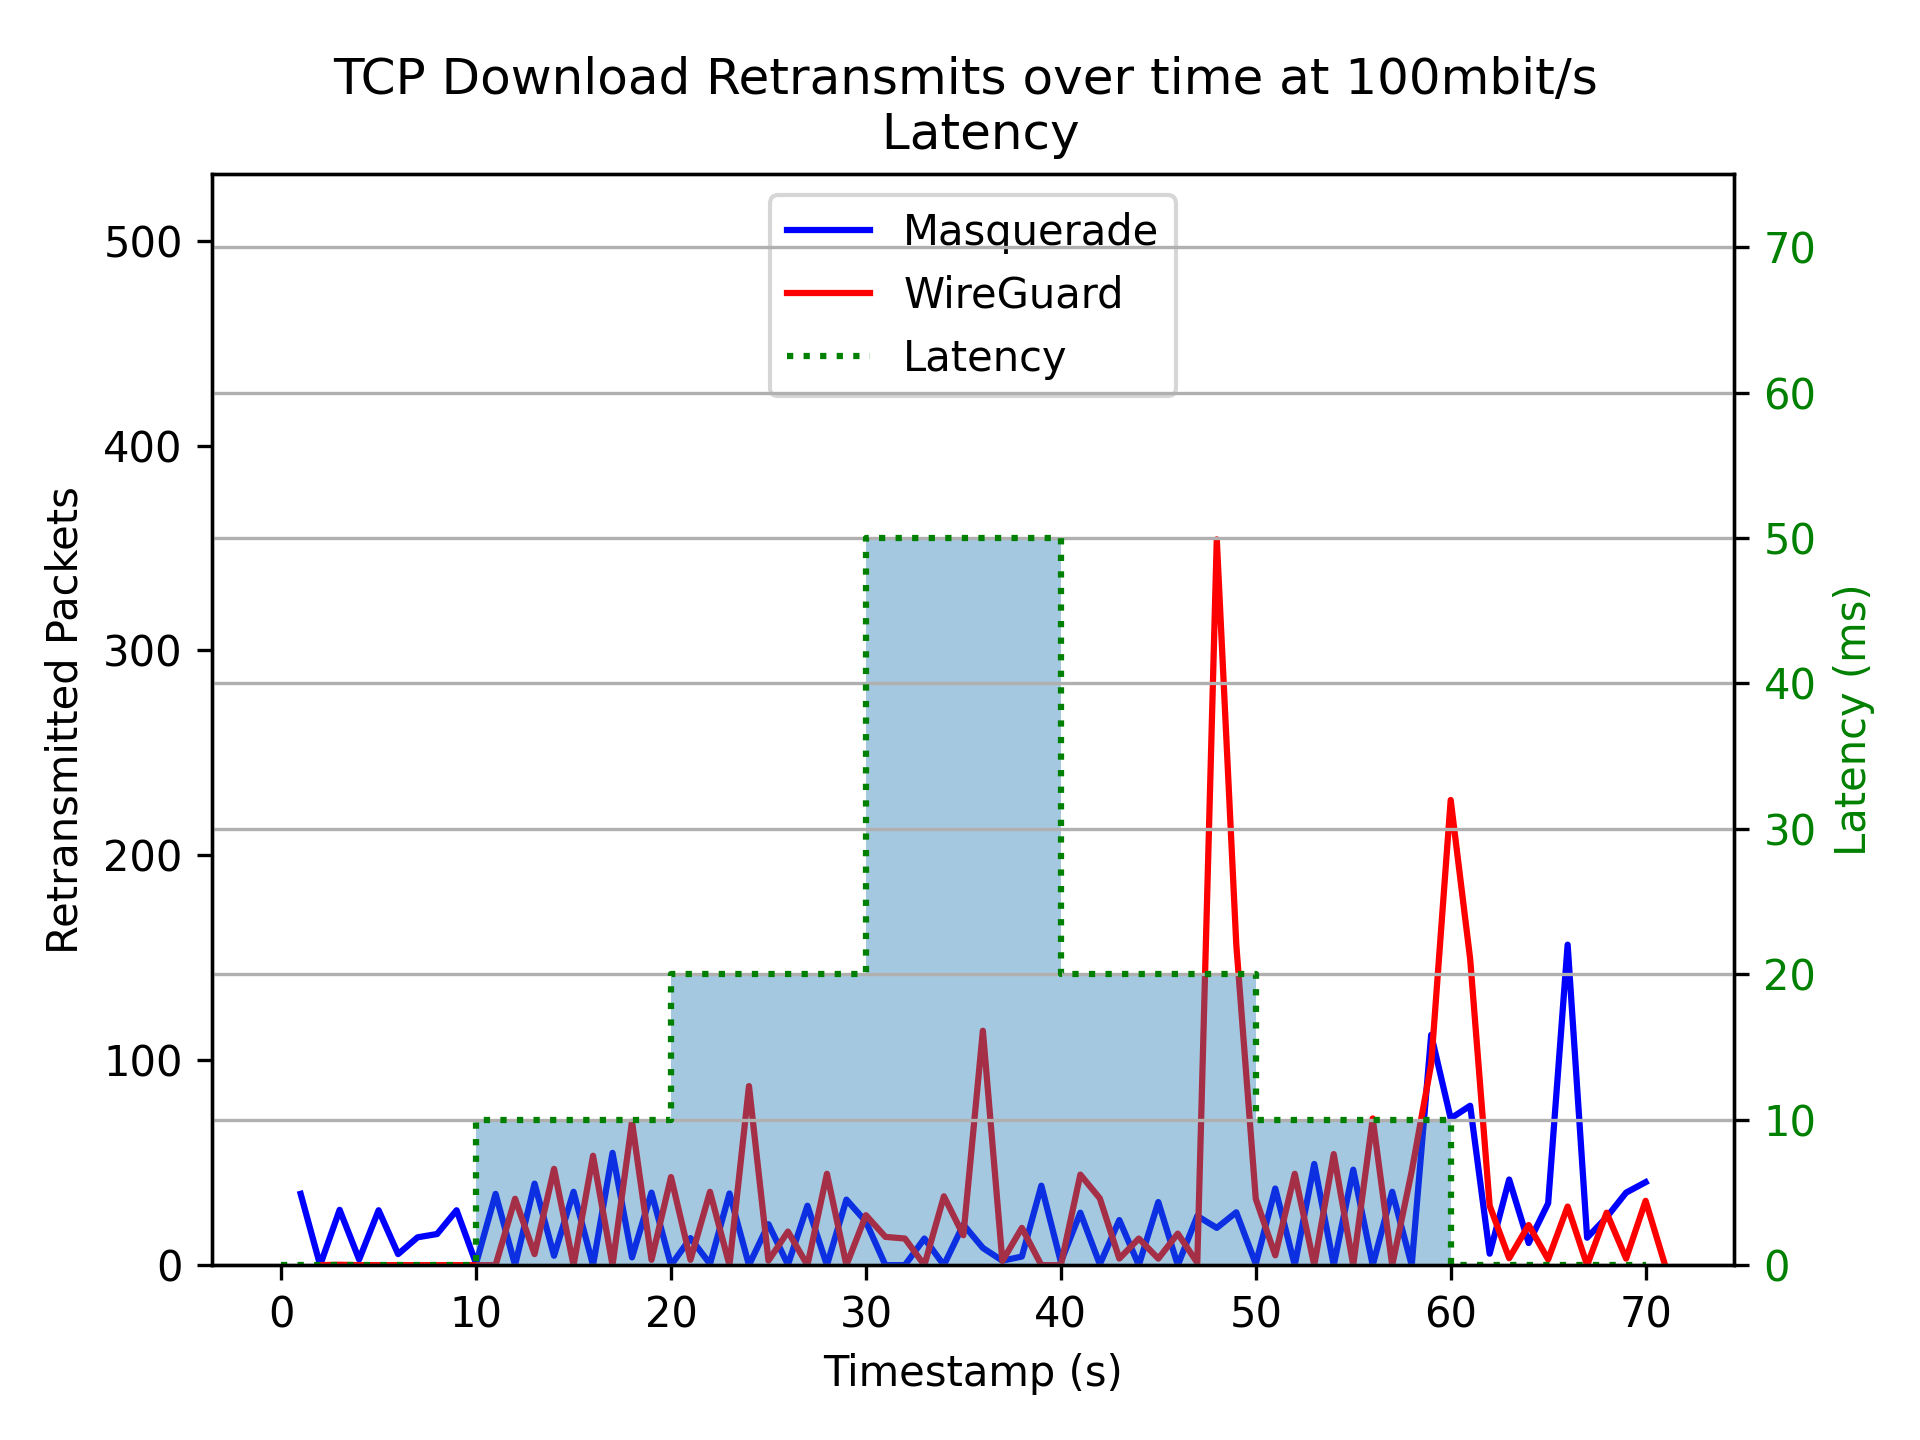 TCP Download Retransmits over time at 100mbit/s
Latency
Masquerade
WireGuard
Latency
500
400
300
200
100
0
Retransmitted Packets
70
60
50
40
30
20
10
0
Latency (ms)
0 10 20 30 40 50 60 70
Timestamp (s)